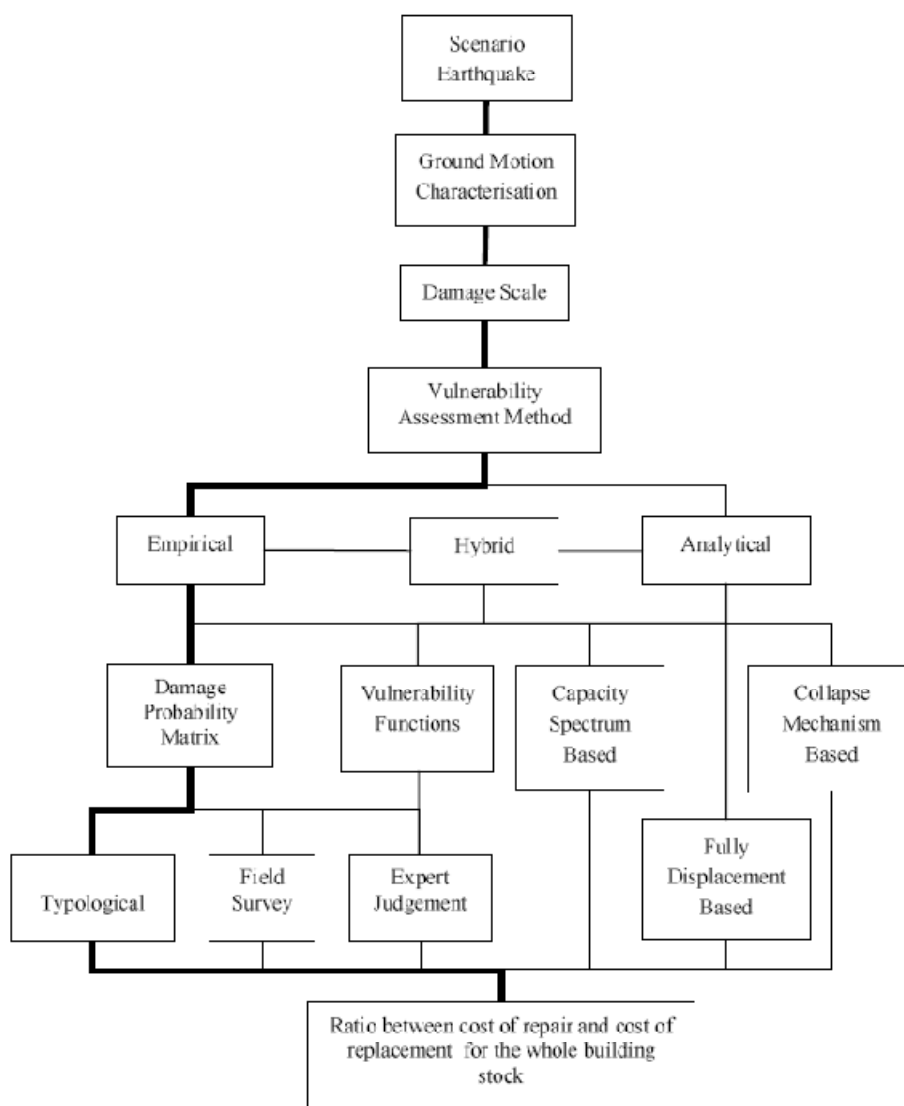 Scenario
Earthquake
Ground Motion
Characterisation
Damage Scale
Vulnerability
Assessment Method
Empirical
Hybrid
Analytical
Damage
Probability
Matrix
Vulnerability
Functions
Capacity
Spectrum
Based
Collapse
Mechanism
Based
Typological
Field
Survey
Expert
Judgement
Fully
Displacement
Based
Ratio between cost of repair and cost of
replacement for the whole building
stock